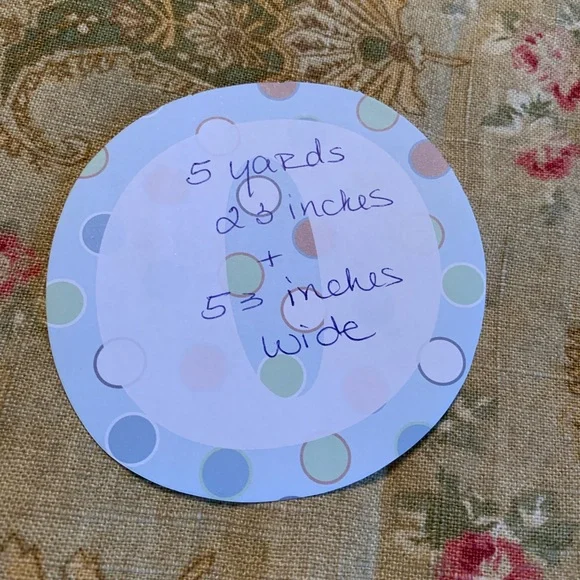 5 yards
23 inches
+
53 inches
wide